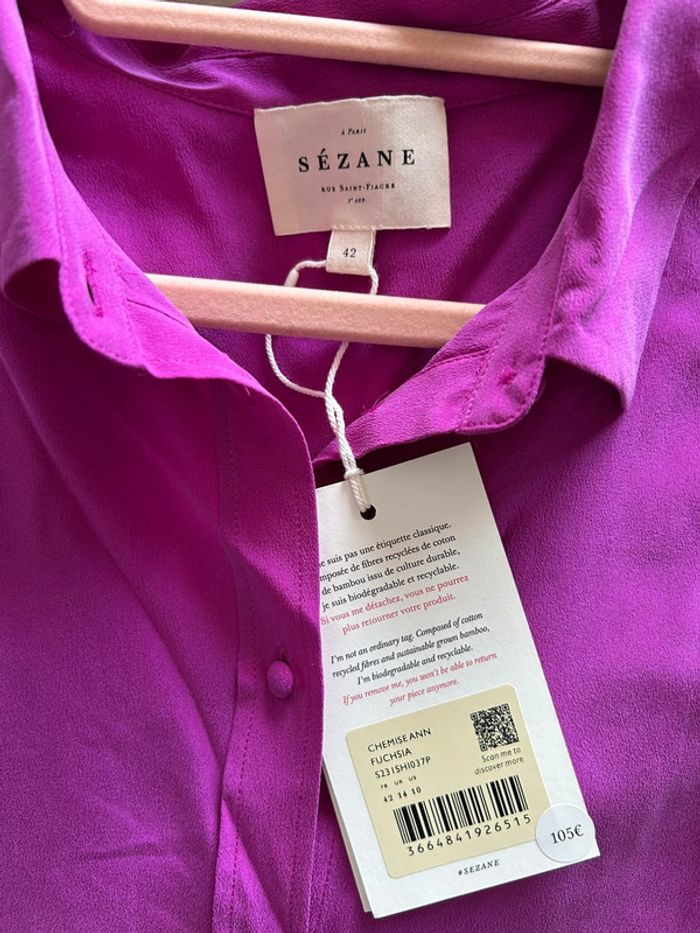 À PARIS
SÉZANE
RUE SAINT-FIACRE
2e ARR.
42
e suis pas une étiquette classique.
mposée de fibres recyclées de coton
de bambou issu de culture durable,
je suis biodégradable et recyclable.
Si vous me détachez, vous ne pourrez
plus retourner votre produit.
I'm not an ordinary tag. Composed of cotton
recycled fibres and sustainable grown bamboo,
I'm biodegradable and recyclable.
If you remove me, you won't be able to return
your piece anymore.
CHEMISE ANN
FUCHSIA
S231SHI037P
FR UK US
42 14 10
Scan me to
discover more
3664841926515
105€
#SEZANE